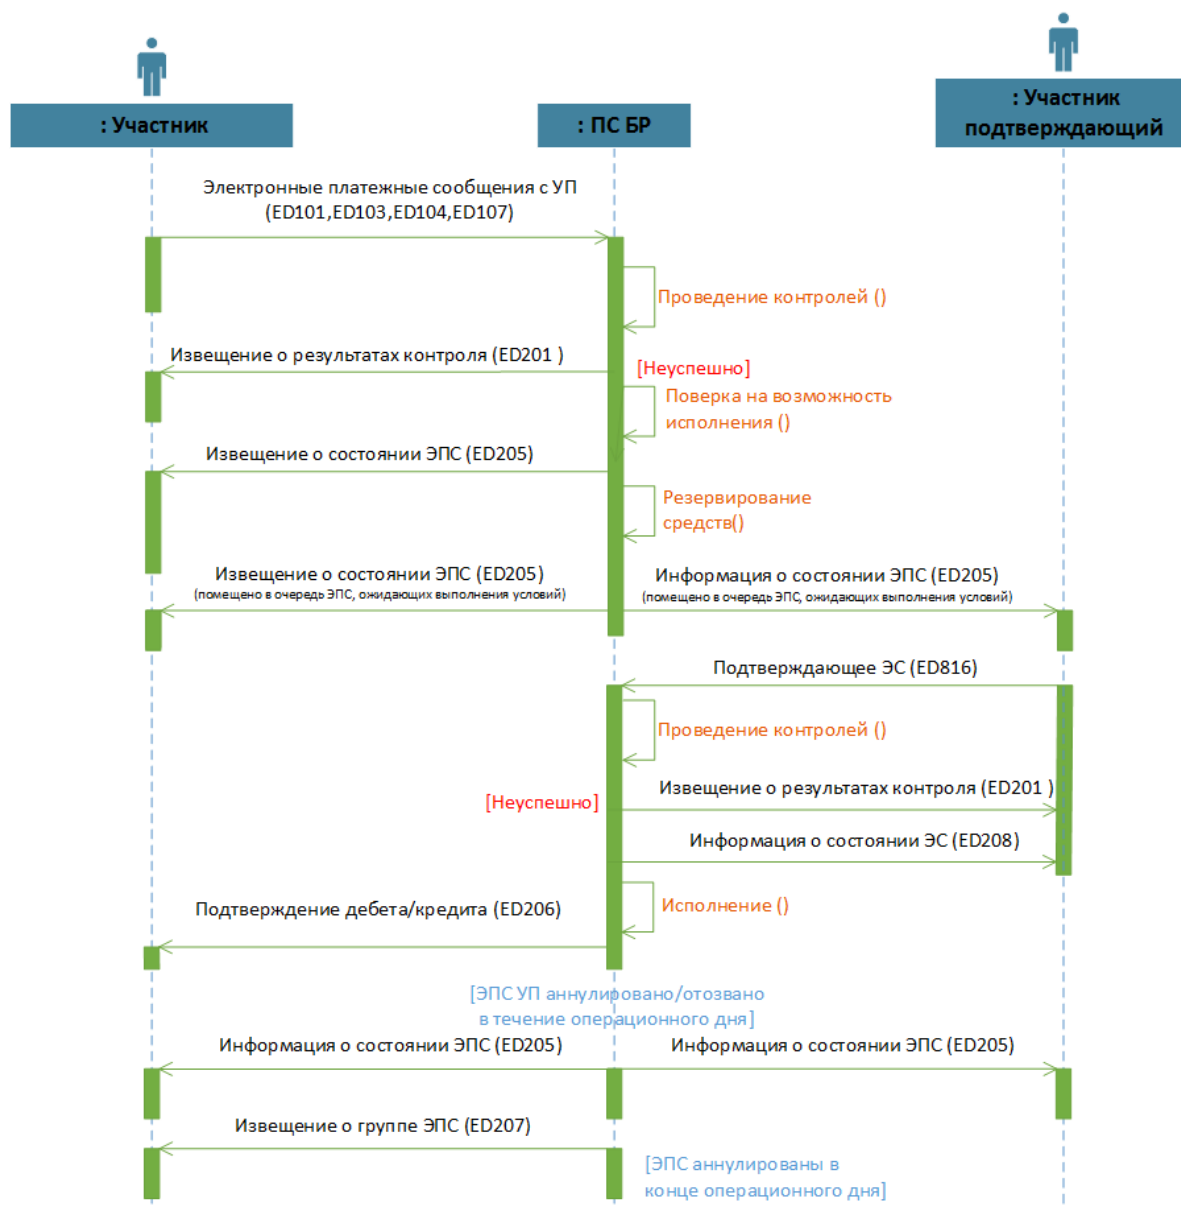 : Участник
: ПС БР
: Участник
подтверждающий
Электронные платежные сообщения с УП
(ED101,ED103,ED104,ED107)
Проведение контролей ()
Извещение о результатах контроля (ED201 )
[Неуспешно]
Поверка на возможность
исполнения ()
Извещение о состоянии ЭПС (ED205)
Резервирование
средств()
Извещение о состоянии ЭПС (ED205)
(помещено в очередь ЭПС, ожидающих выполнения условий)
Информация о состоянии ЭПС (ED205)
(помещено в очередь ЭПС, ожидающих выполнения условий)
Подтверждающее ЭС (ED816)
Проведение контролей ()
Извещение о результатах контроля (ED201 )
[Неуспешно]
Информация о состоянии ЭС (ED208)
Исполнение ()
Подтверждение дебета/кредита (ED206)
[ЭПС УП аннулировано/отозвано
в течение операционного дня]
Информация о состоянии ЭПС (ED205)
Информация о состоянии ЭПС (ED205)
Извещение о группе ЭПС (ED207)
[ЭПС аннулированы в
конце операционного дня]